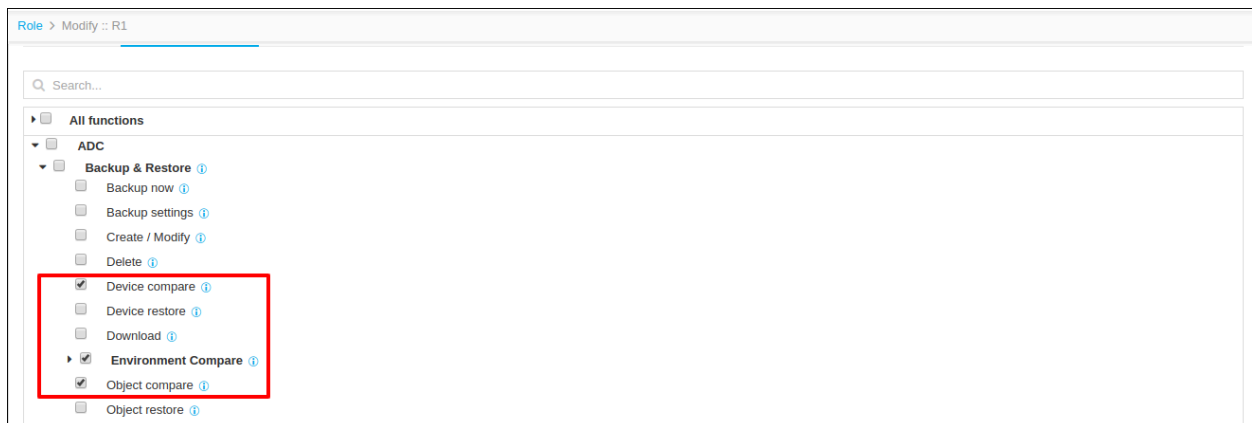 Role > Modify :: R1
Search...
All functions
ADC
Backup & Restore
Backup now
Backup settings
Create / Modify
Delete
Device compare
Device restore
Download
Environment Compare
Object compare
Object restore